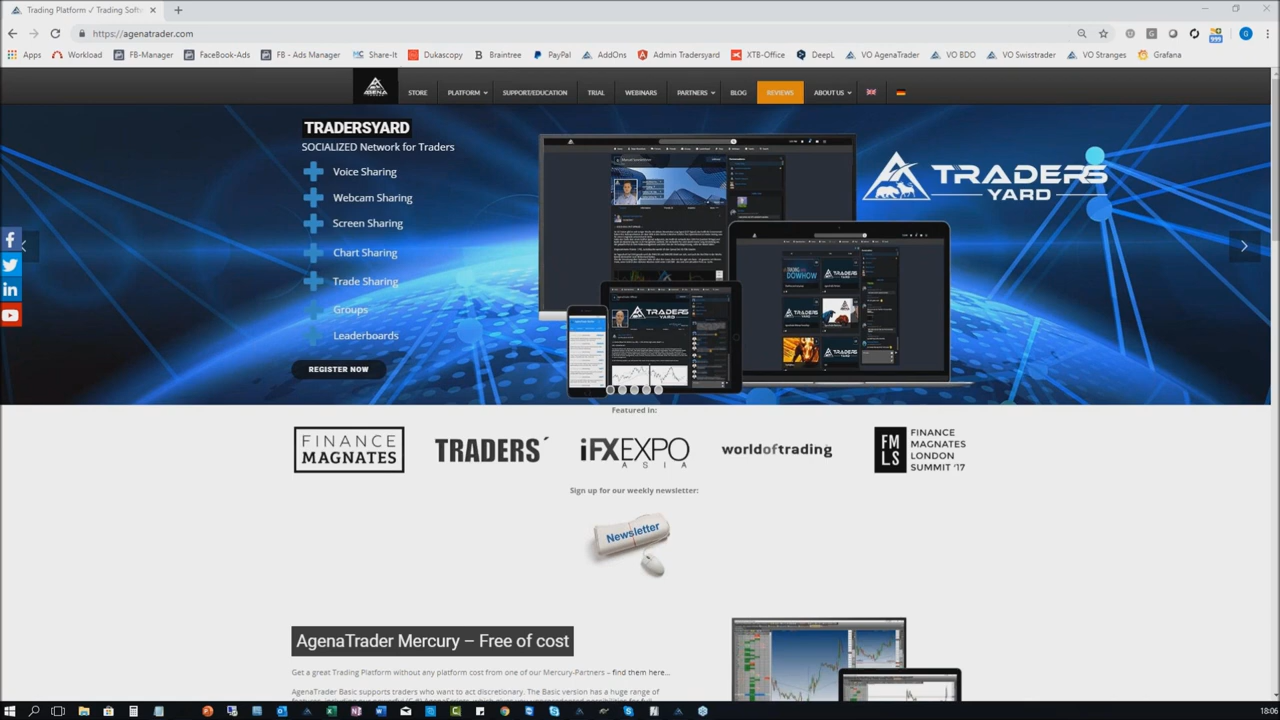 Trading Platform ✓ Trading Soft
https://agenatrader.com
Apps
Workload
FB-Manager
FaceBook-Ads
FB - Ads Manager
Share-It
Dukascopy
Braintree
PayPal
AddOns
Admin Tradersyard
XTB-Office
DeepL
VO AgenaTrader
VO BDO
VO Swisstrader
VO Stranges
Grafana
AGENA
STORE
PLATFORM
SUPPORT/EDUCATION
TRIAL
WEBINARS
PARTNERS
BLOG
REVIEWS
ABOUT US
TRADERSYARD
SOCIALIZED Network for Traders
Voice Sharing
Webcam Sharing
Screen Sharing
Chart Sharing
Trade Sharing
Groups
Leaderboards
REGISTER NOW
TRADERS
YARD
Featured in:
FINANCE
MAGNATES
TRADERS´
iFXEXPO
ASIA
worldoftrading
FM
LS
FINANCE
MAGNATES
LONDON
SUMMIT '17
Sign up for our weekly newsletter:
Newsletter
AgenaTrader Mercury – Free of cost
Get a great Trading Platform without any platform cost from one of our Mercury-Partners – find them here...
AgenaTrader Basic supports traders who want to act discretionary. The Basic version has a huge range of
18:06